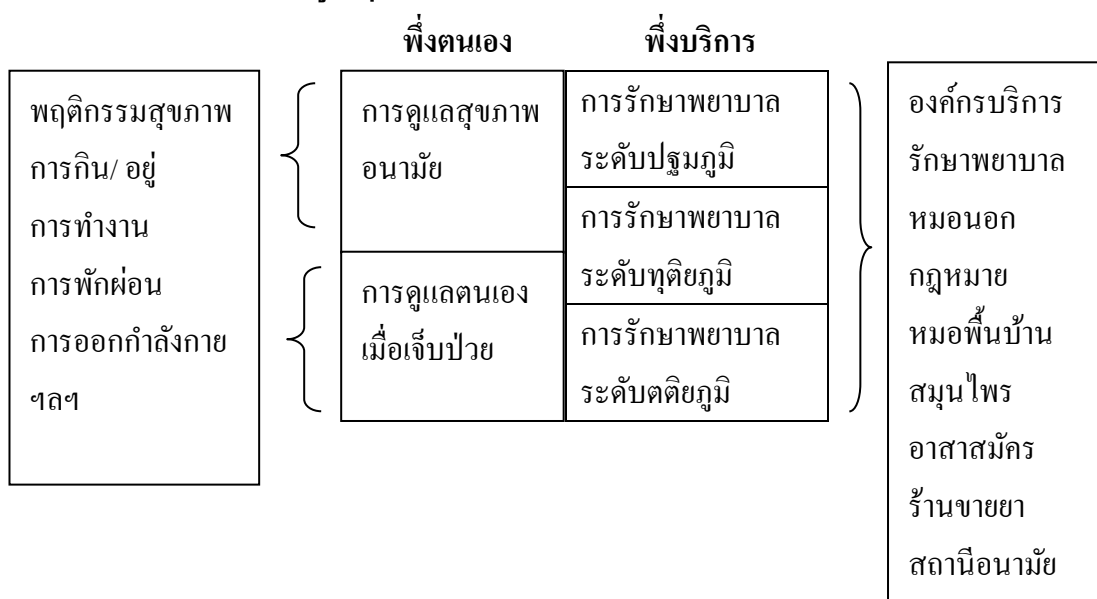 พึ่งตนเอง
พึ่งบริการ
พฤติกรรมสุขภาพ
การกิน/ อยู่
การทำงาน
การพักผ่อน
การออกกำลังกาย
ฯลฯ
การดูแลสุขภาพ
อนามัย
การดูแลตนเอง
เมื่อเจ็บป่วย
การรักษาพยาบาล
ระดับปฐมภูมิ
การรักษาพยาบาล
ระดับทุติยภูมิ
การรักษาพยาบาล
ระดับตติยภูมิ
องค์กรบริการ
รักษาพยาบาล
หมอนอก
กฎหมาย
หมอพื้นบ้าน
สมุนไพร
อาสาสมัคร
ร้านขายยา
สถานีอนามัย